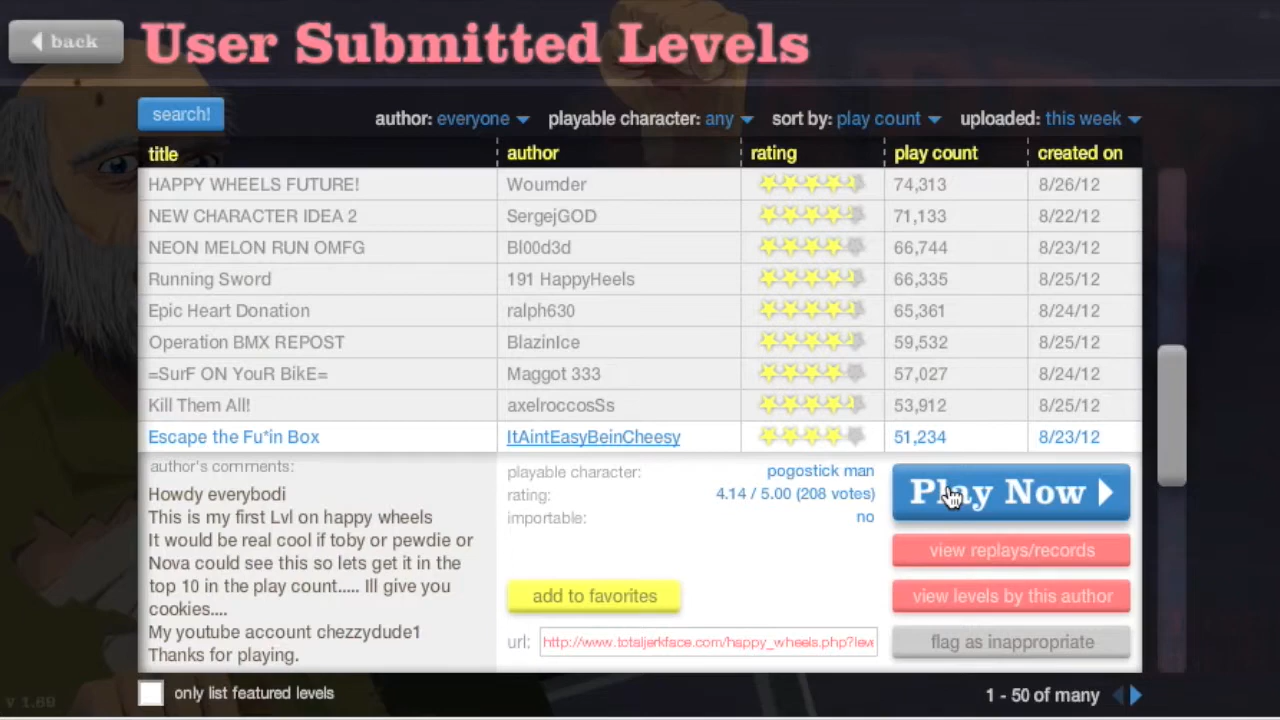 back
User Submitted Levels
search!
author: everyone playable character: any sort by: play count uploaded: this week
title author rating play count created on
HAPPY WHEELS FUTURE! Woumder 74,313 8/26/12
NEW CHARACTER IDEA 2 SergejGOD 71,133 8/22/12
NEON MELON RUN OMFG Bl00d3d 66,744 8/23/12
Running Sword 191 HappyHeels 66,335 8/25/12
Epic Heart Donation ralph630 65,361 8/24/12
Operation BMX REPOST BlazinIce 59,532 8/25/12
=SurF ON YouR BikE= Maggot 333 57,027 8/24/12
Kill Them All! axelroccosSs 53,912 8/25/12
Escape the Fu*in Box ItAintEasyBeinCheesy 51,234 8/23/12
author's comments:
Howdy everybodi
This is my first Lvl on happy wheels
It would be real cool if toby or pewdie or
Nova could see this so lets get it in the
top 10 in the play count..... Ill give you
cookies....
My youtube account chezzydude1
Thanks for playing.
playable character: pogostick man
rating: 4.14 / 5.00 (208 votes)
importable: no
add to favorites
url: http://www.totaljerkface.com/happy_wheels.php?leve
Play Now
view replays/records
view levels by this author
flag as inappropriate
only list featured levels
1 - 50 of many
v 1.69